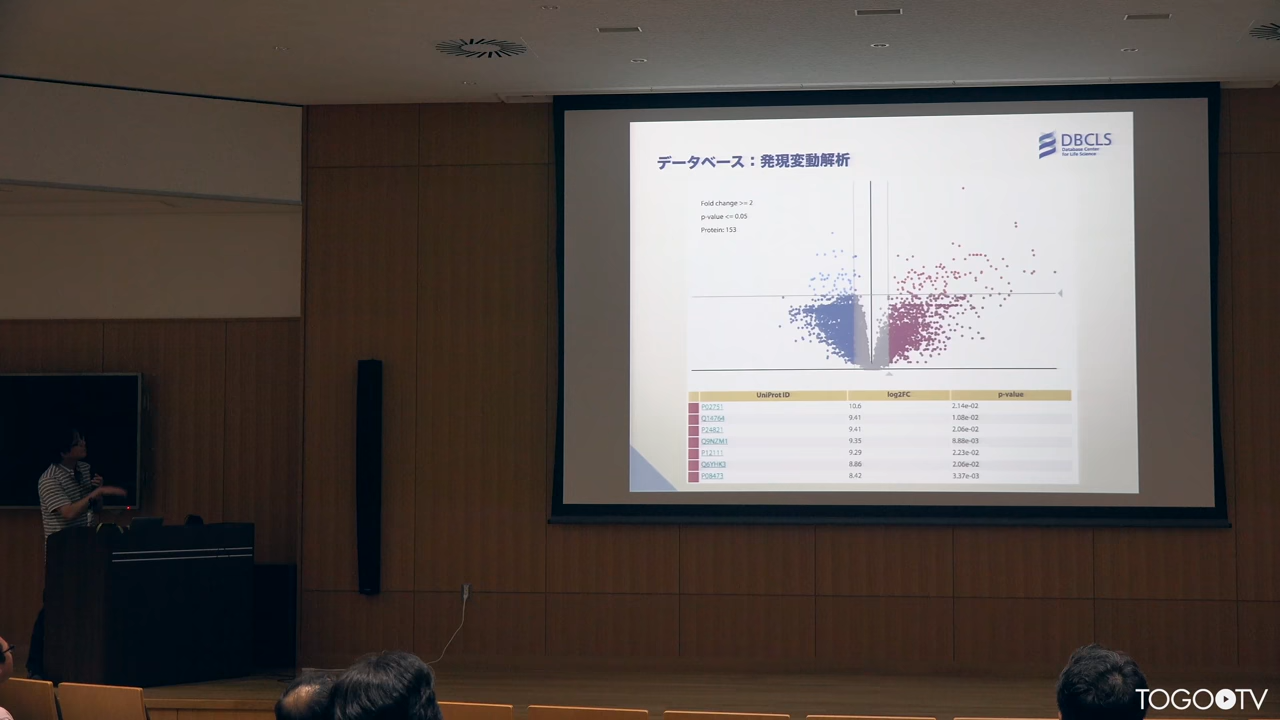 データベース：発現変動解析
DBCLS
Database Center
for Life Science
Fold change >= 2
p-value <= 0.05
Protein: 153
UniProt ID log2FC p-value
P02751 10.6 2.14e-02
Q14764 9.41 1.08e-02
P24821 9.41 2.06e-02
Q9NZM1 9.35 8.88e-03
P12111 9.29 2.23e-02
Q6YHK3 8.86 2.06e-02
P08473 8.42 3.37e-03
TOGOTV